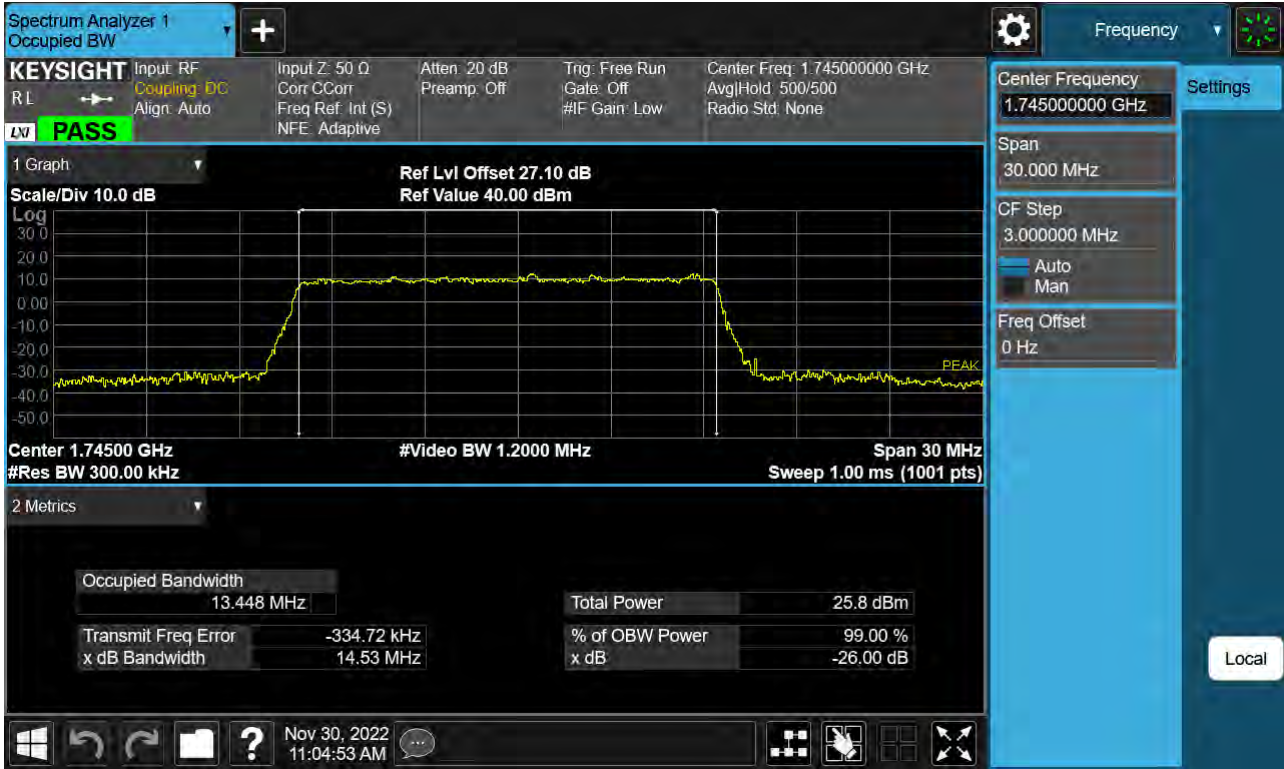 Spectrum Analyzer 1
Occupied BW
Frequency
KEYSIGHT
R L
LXI PASS
Input: RF
Coupling: DC
Align: Auto
Input Z: 50 Ω
Corr CCorr
Freq Ref: Int (S)
NFE: Adaptive
Atten: 20 dB
Preamp: Off
Trig: Free Run
Gate: Off
#IF Gain: Low
Center Freq: 1.745000000 GHz
Avg|Hold: 500/500
Radio Std: None
Center Frequency
1.745000000 GHz
Settings
Span
30.000 MHz
CF Step
3.000000 MHz
Auto
Man
Freq Offset
0 Hz
Local
1 Graph
Scale/Div 10.0 dB
Ref Lvl Offset 27.10 dB
Ref Value 40.00 dBm
Log
30.0
20.0
10.0
0.00
-10.0
-20.0
-30.0
-40.0
-50.0
PEAK
Center 1.74500 GHz
#Video BW 1.2000 MHz
Span 30 MHz
#Res BW 300.00 kHz
Sweep 1.00 ms (1001 pts)
2 Metrics
Occupied Bandwidth
13.448 MHz
Total Power 25.8 dBm
Transmit Freq Error -334.72 kHz
% of OBW Power 99.00 %
x dB Bandwidth 14.53 MHz
x dB -26.00 dB
?
Nov 30, 2022
11:04:53 AM